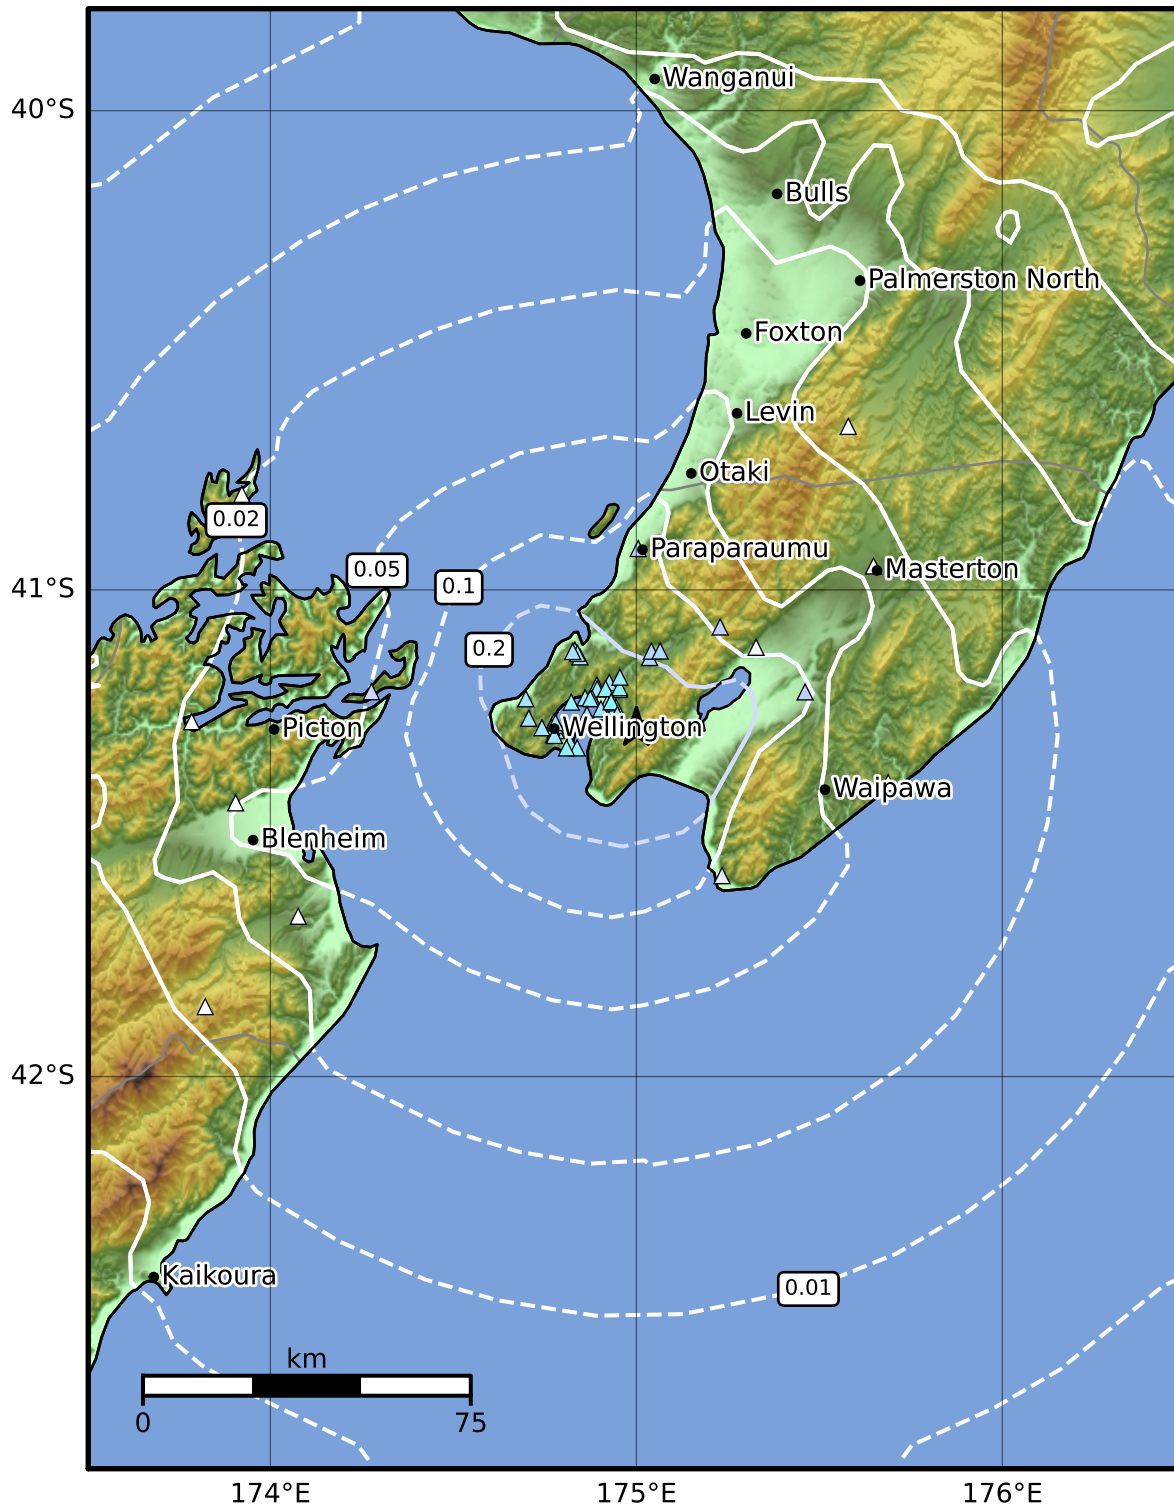 Wanganui
40°S
Bulls
Palmerston North
Foxton
Levin
Otaki
0.02
Paraparaumu
0.05
Masterton
0.1
41°S
0.2
Picton
Wellington
Waipawa
Blenheim
42°S
Kaikoura
0.01
km
0
75
174°E
175°E
176°E